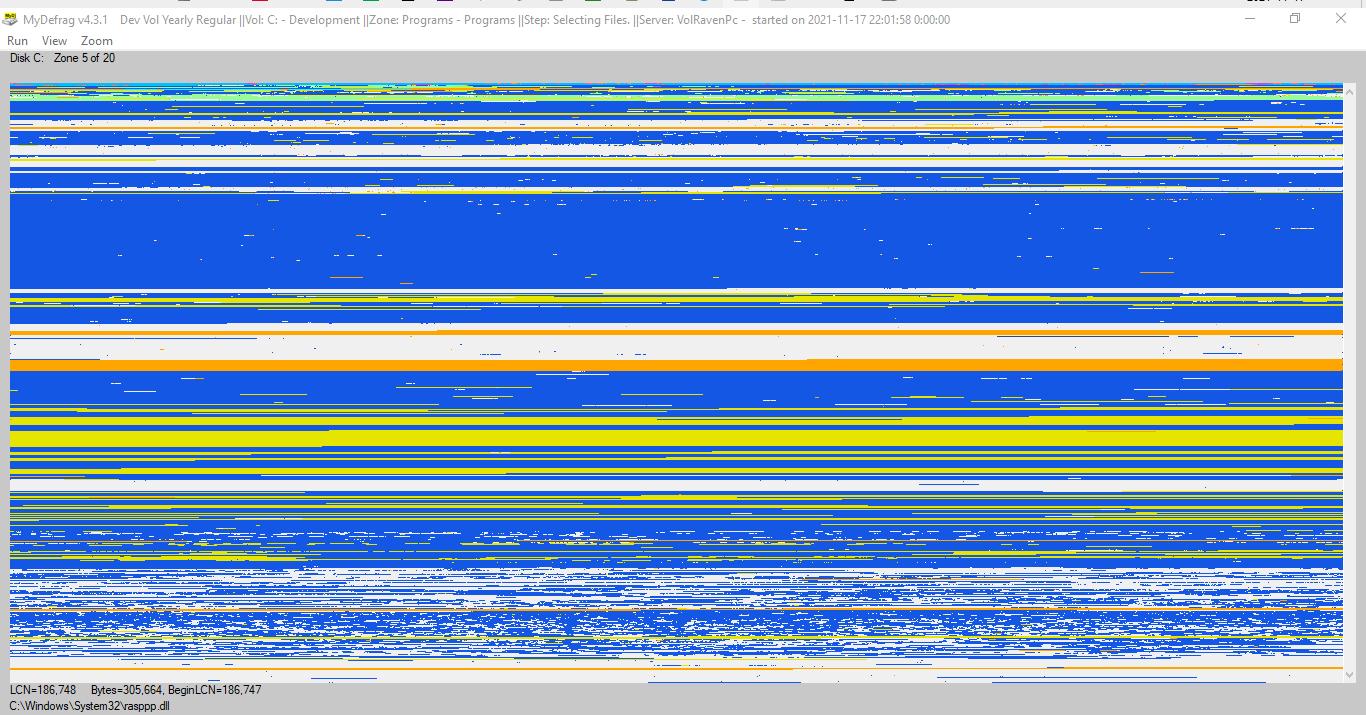 MyDefrag v4.3.1 Dev Vol Yearly Regular ||Vol: C: - Development ||Zone: Programs - Programs ||Step: Selecting Files. ||Server: VolRavenPc - started on 2021-11-17 22:01:58 0:00:00
Run View Zoom
Disk C: Zone 5 of 20
LCN=186,748 Bytes=305,664, BeginLCN=186,747
C:\Windows\System32\rasppp.dll